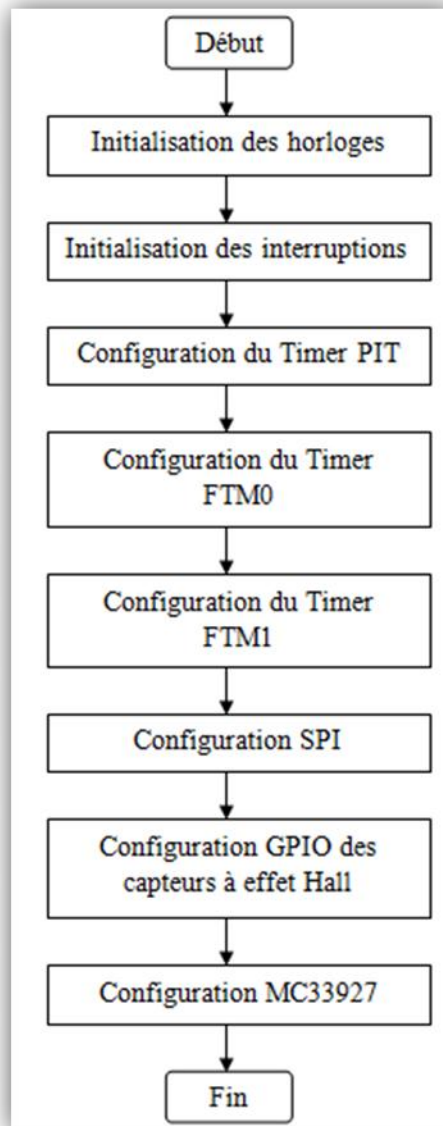 Début
Initialisation des horloges
Initialisation des interruptions
Configuration du Timer PIT
Configuration du Timer
FTM0
Configuration du Timer
FTM1
Configuration SPI
Configuration GPIO des
capteurs à effet Hall
Configuration MC33927
Fin